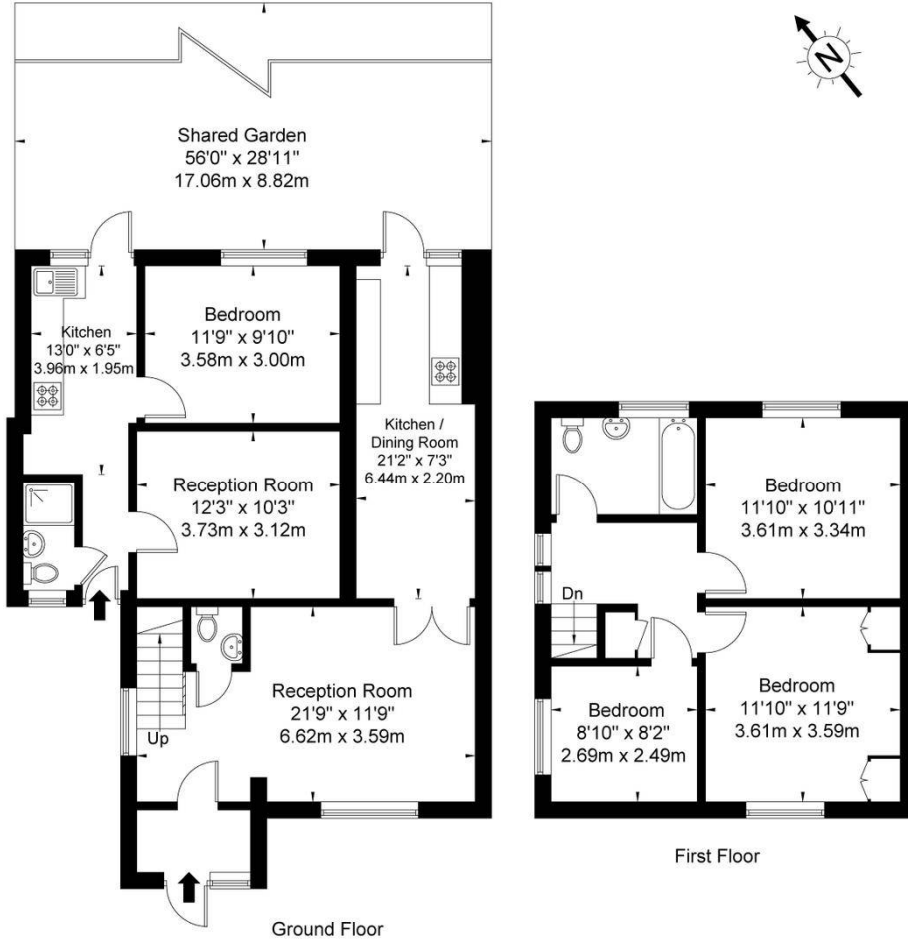 N
Shared Garden
56'0" x 28'11"
17.06m x 8.82m
Kitchen
13'0" x 6'5"
3.96m x 1.95m
Bedroom
11'9" x 9'10"
3.58m x 3.00m
Kitchen /
Dining Room
21'2" x 7'3"
6.44m x 2.20m
Reception Room
12'3" x 10'3"
3.73m x 3.12m
Reception Room
21'9" x 11'9"
6.62m x 3.59m
Up
Ground Floor
Bedroom
11'10" x 10'11"
3.61m x 3.34m
Dn
Bedroom
8'10" x 8'2"
2.69m x 2.49m
Bedroom
11'10" x 11'9"
3.61m x 3.59m
First Floor